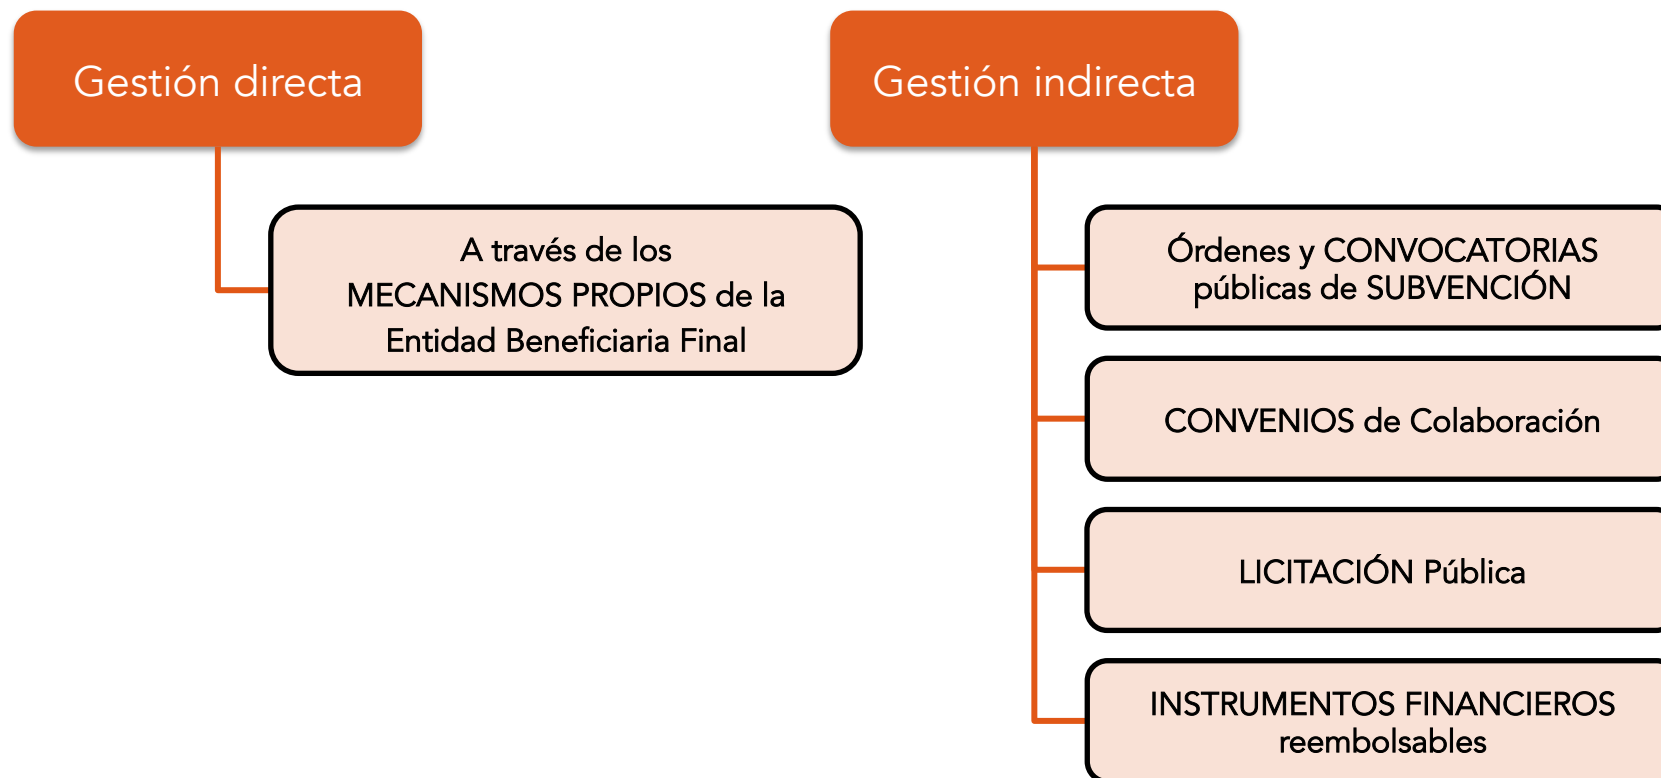 Gestión directa
A través de los
MECANISMOS PROPIOS de la
Entidad Beneficiaria Final
Gestión indirecta
Órdenes y CONVOCATORIAS
públicas de SUBVENCIÓN
CONVENIOS de Colaboración
LICITACIÓN Pública
INSTRUMENTOS FINANCIEROS
reembolsables